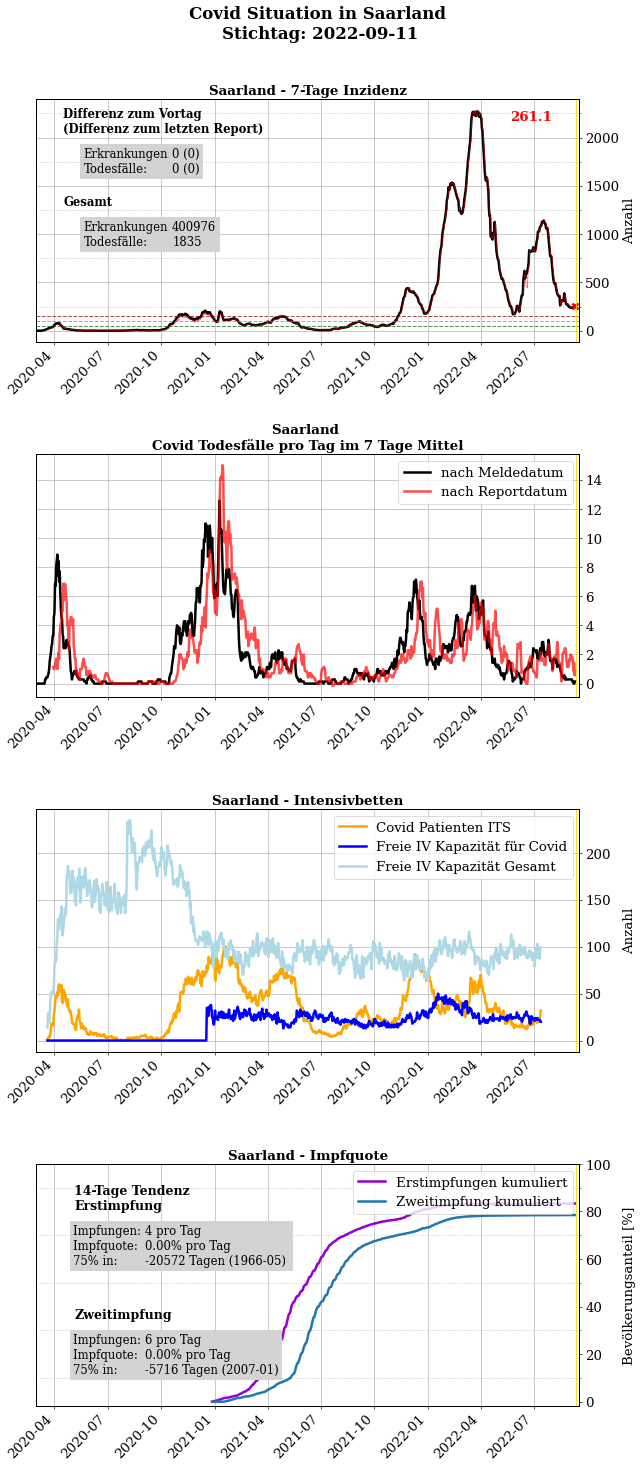 Covid Situation in Saarland
Stichtag: 2022-09-11
Saarland - 7-Tage Inzidenz
Differenz zum Vortag
(Differenz zum letzten Report)
Erkrankungen 0 (0)
Todesfälle: 0 (0)
Gesamt
Erkrankungen 400976
Todesfälle: 1835
261.1
2000
1500
1000
500
0
Anzahl
2020-04
2020-07
2020-10
2021-01
2021-04
2021-07
2021-10
2022-01
2022-04
2022-07
Saarland
Covid Todesfälle pro Tag im 7 Tage Mittel
nach Meldedatum
nach Reportdatum
14
12
10
8
6
4
2
0
2020-04
2020-07
2020-10
2021-01
2021-04
2021-07
2021-10
2022-01
2022-04
2022-07
Saarland - Intensivbetten
Covid Patienten ITS
Freie IV Kapazität für Covid
Freie IV Kapazität Gesamt
200
150
100
50
0
Anzahl
2020-04
2020-07
2020-10
2021-01
2021-04
2021-07
2021-10
2022-01
2022-04
2022-07
Saarland - Impfquote
14-Tage Tendenz
Erstimpfung
Impfungen: 4 pro Tag
Impfquote: 0.00% pro Tag
75% in: -20572 Tagen (1966-05)
Zweitimpfung
Impfungen: 6 pro Tag
Impfquote: 0.00% pro Tag
75% in: -5716 Tagen (2007-01)
Erstimpfungen kumuliert
Zweitimpfung kumuliert
100
80
60
40
20
0
Bevölkerungsanteil [%]
2020-04
2020-07
2020-10
2021-01
2021-04
2021-07
2021-10
2022-01
2022-04
2022-07